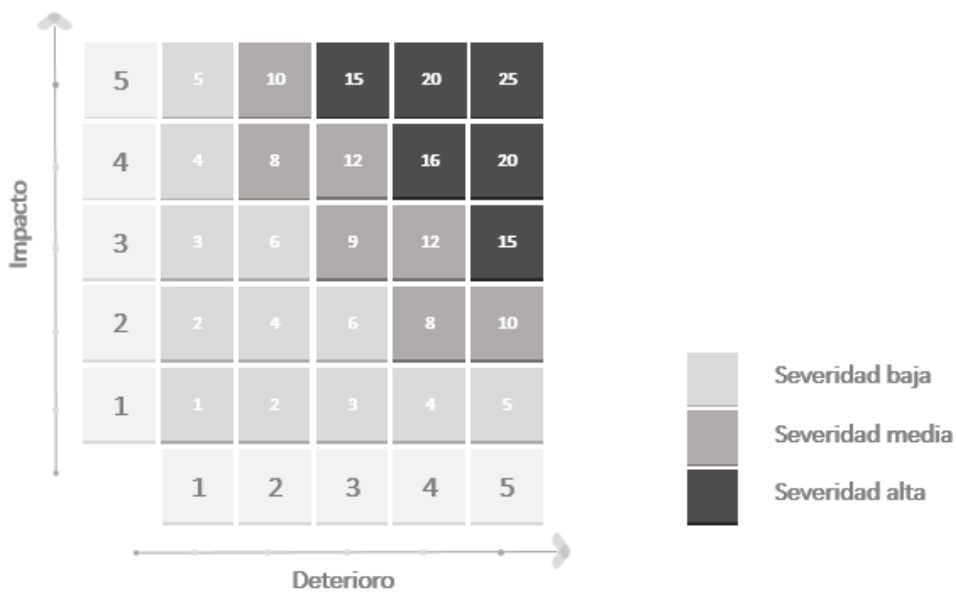 Impacto
5 5 10 15 20 25
4 4 8 12 16 20
3 3 6 9 12 15
2 2 4 6 8 10
1 1 2 3 4 5
1 2 3 4 5
Deterioro
Severidad baja
Severidad media
Severidad alta